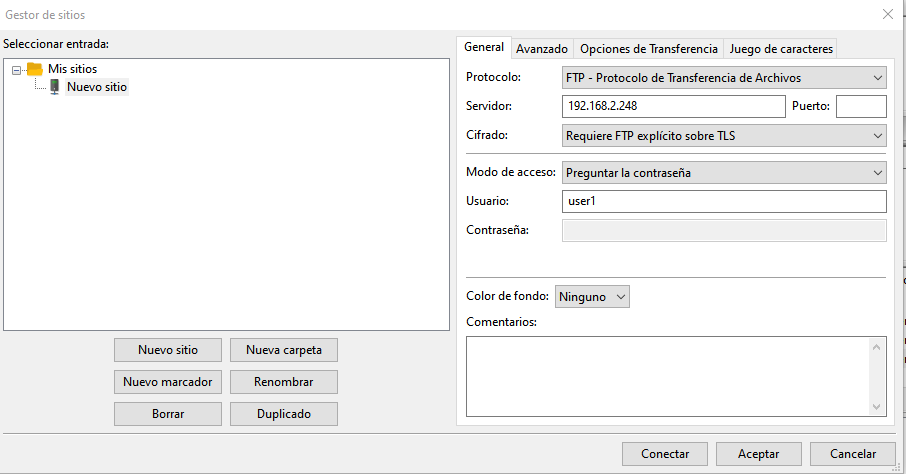 Gestor de sitios
Seleccionar entrada:
Mis sitios
Nuevo sitio
Nuevo sitio
Nueva carpeta
Nuevo marcador
Renombrar
Borrar
Duplicado
General
Avanzado
Opciones de Transferencia
Juego de caracteres
Protocolo:
FTP - Protocolo de Transferencia de Archivos
Servidor:
192.168.2.248
Puerto:
Cifrado:
Requiere FTP explícito sobre TLS
Modo de acceso:
Preguntar la contraseña
Usuario:
user1
Contraseña:
Color de fondo:
Ninguno
Comentarios:
Conectar
Aceptar
Cancelar